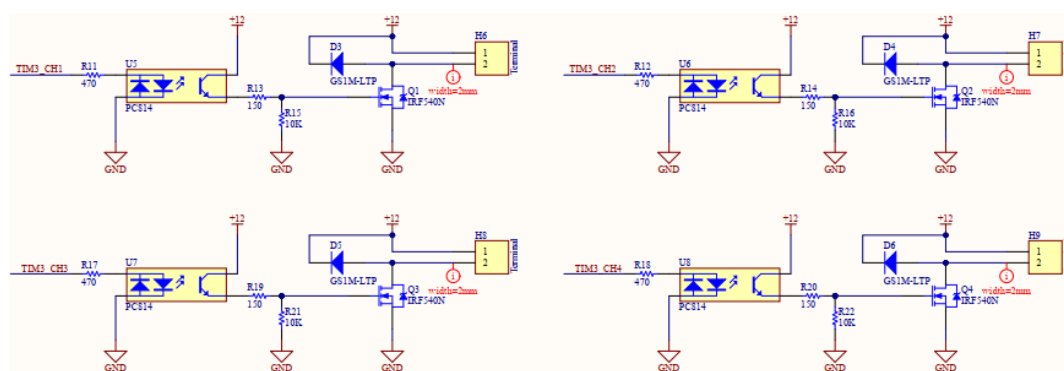 +12
H6
D3
1
2
Terminal
TIM3_CH1
R11
470
U5
PC814
GS1M-LTP
i
width=2mm
R13
150
Q1
IRF540N
R15
10K
GND
GND
GND
+12
+12
H7
D4
1
2
TIM3_CH2
R12
470
U6
PC814
GS1M-LTP
i
width=2mm
R14
150
Q2
IRF540N
R16
10K
GND
GND
GND
+12
+12
H8
D5
1
2
Terminal
TIM3_CH3
R17
470
U7
PC814
GS1M-LTP
i
width=2mm
R19
150
Q3
IRF540N
R21
10K
GND
GND
GND
+12
+12
H9
D6
1
2
TIM3_CH4
R18
470
U8
PC814
GS1M-LTP
i
width=2mm
R20
150
Q4
IRF540N
R22
10K
GND
GND
GND
+12